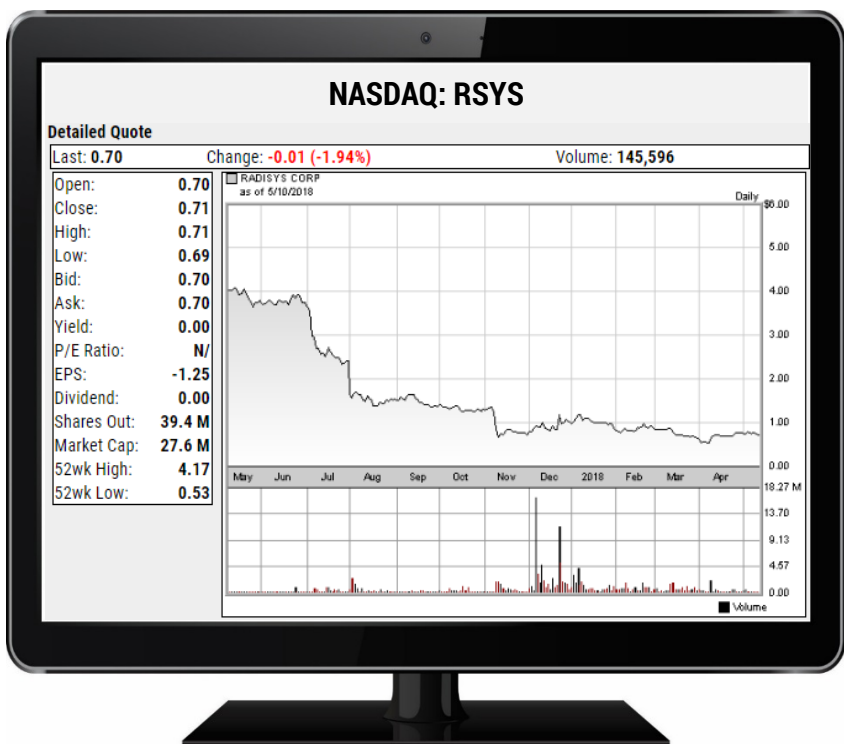 NASDAQ: RSYS
Detailed Quote
Last: 0.70 Change: -0.01 (-1.94%) Volume: 145,596
Open: 0.70
Close: 0.71
High: 0.71
Low: 0.69
Bid: 0.70
Ask: 0.70
Yield: 0.00
P/E Ratio: N/
EPS: -1.25
Dividend: 0.00
Shares Out: 39.4 M
Market Cap: 27.6 M
52wk High: 4.17
52wk Low: 0.53
RADISYS CORP
as of 5/10/2018
Daily
$6.00
5.00
4.00
3.00
2.00
1.00
0.00
May Jun Jul Aug Sep Oct Nov Dec 2018 Feb Mar Apr
18.27 M
13.70
9.13
4.57
0.00
Volume